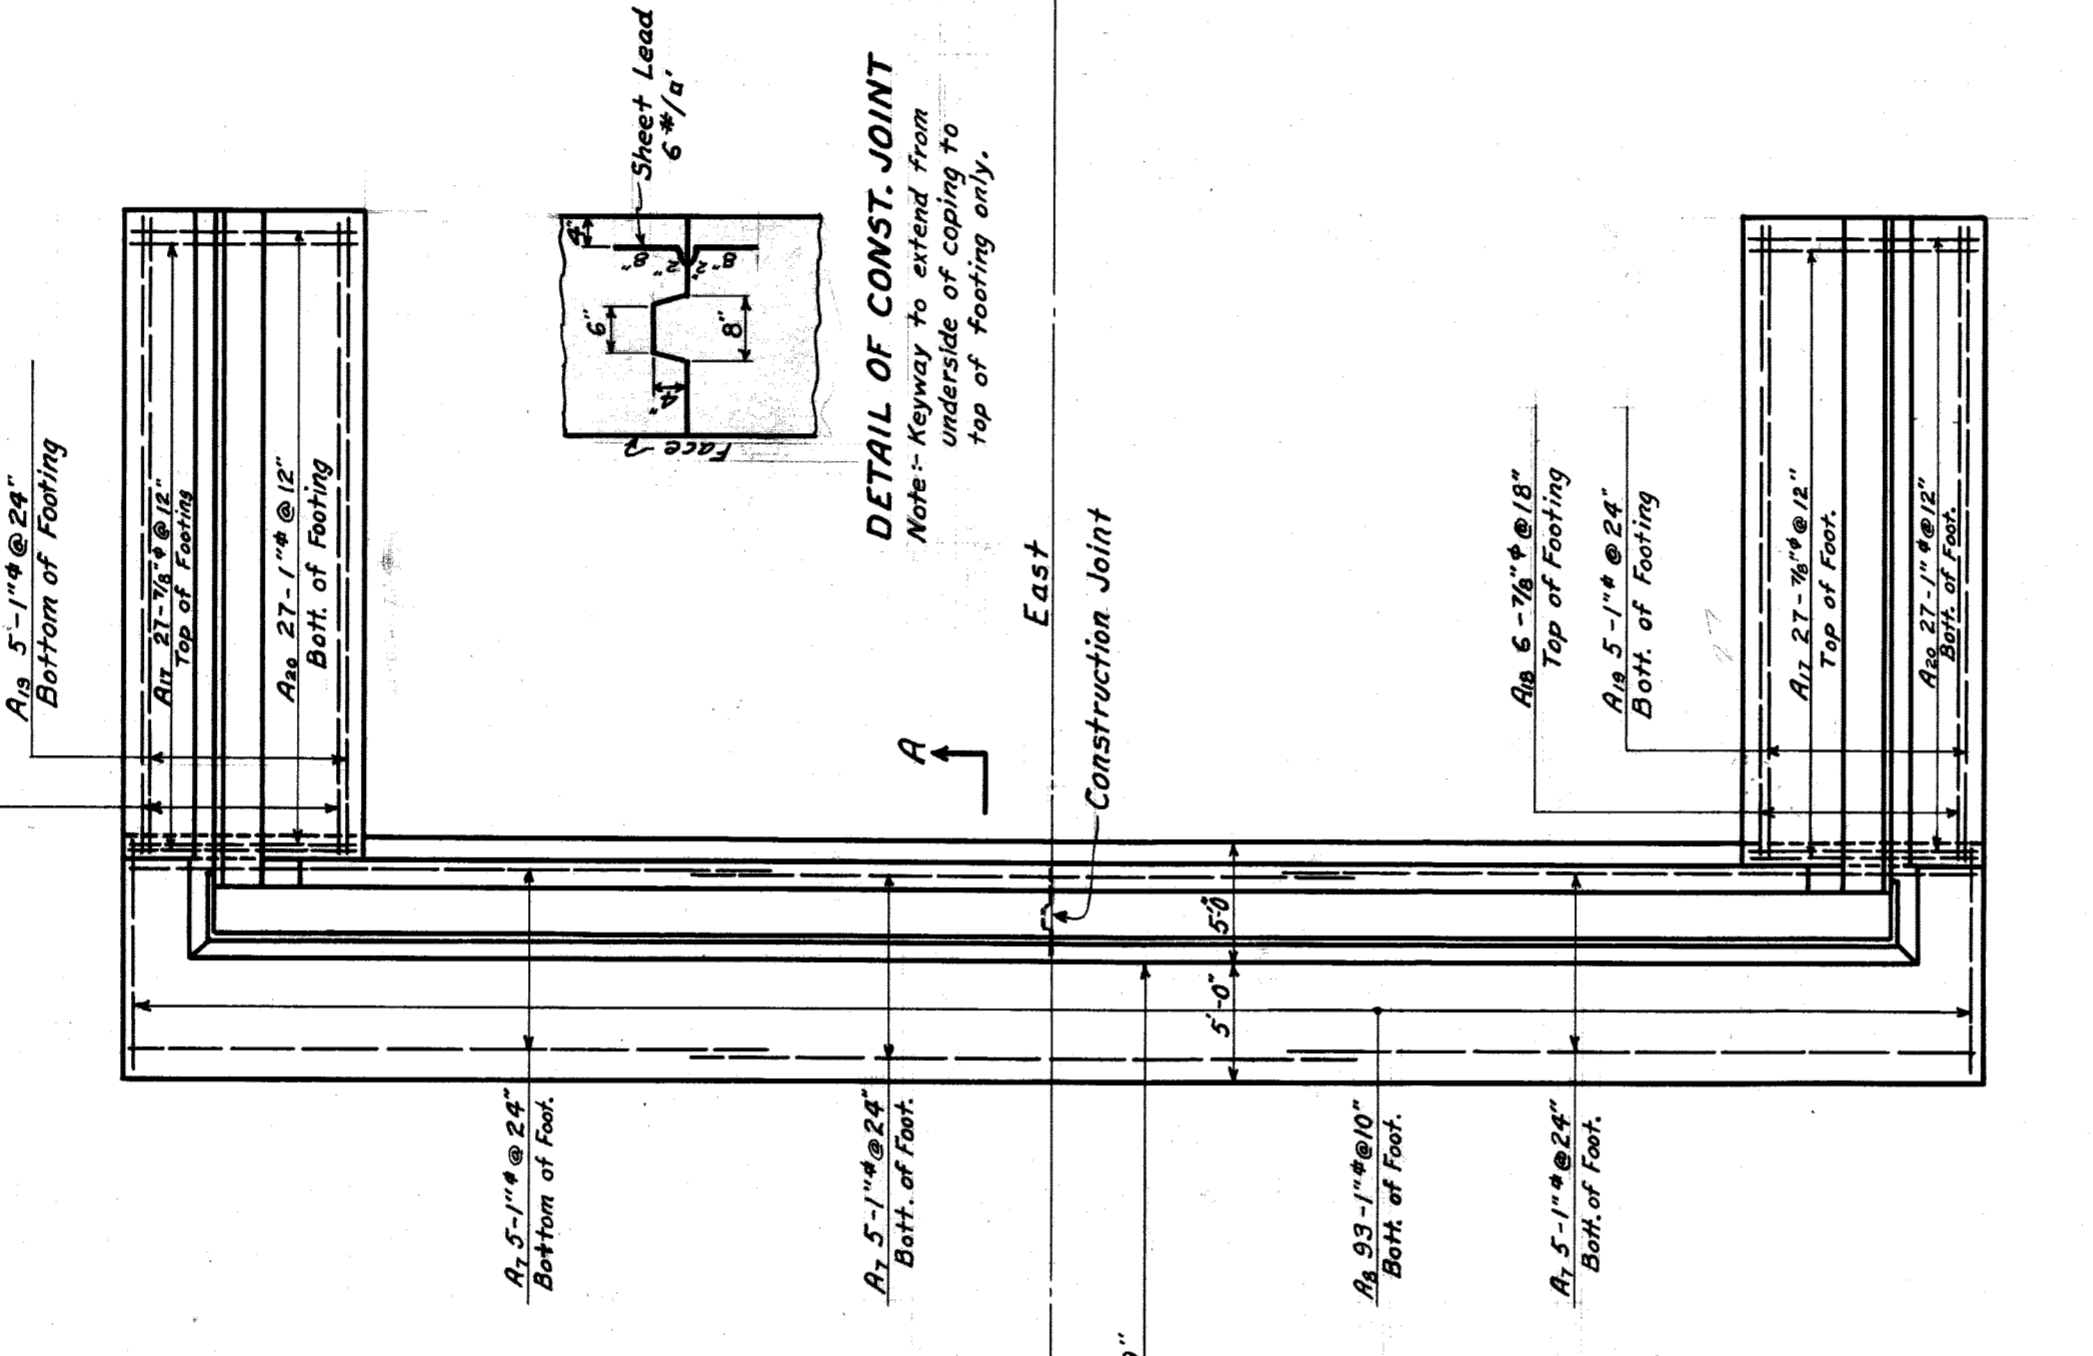 A19 5-1"⌀ @ 24"
Bottom of Footing
A17 27-7/8"⌀ @ 12"
Top of Footing
A20 27-1"⌀ @ 12"
Bott. of Footing
Sheet Lead
6#/□'
4"
8"
2"
2"
8"
6"
8"
4"
Face
DETAIL OF CONST. JOINT
Note:- Keyway to extend from
underside of coping to
top of footing only.
East
Construction Joint
A
A18 6-7/8"⌀ @ 18"
Top of Footing
A19 5-1"⌀ @ 24"
Bott. of Footing
A17 27-7/8"⌀ @ 12"
Top of Foot.
A20 27-1"⌀ @ 12"
Bott. of Foot.
5'-0"
5'-0"
A7 5-1"⌀ @ 24"
Bottom of Foot.
A7 5-1"⌀ @ 24"
Bott. of Foot.
A8 93-1"⌀ @ 10"
Bott. of Foot.
A7 5-1"⌀ @ 24"
Bott. of Foot.